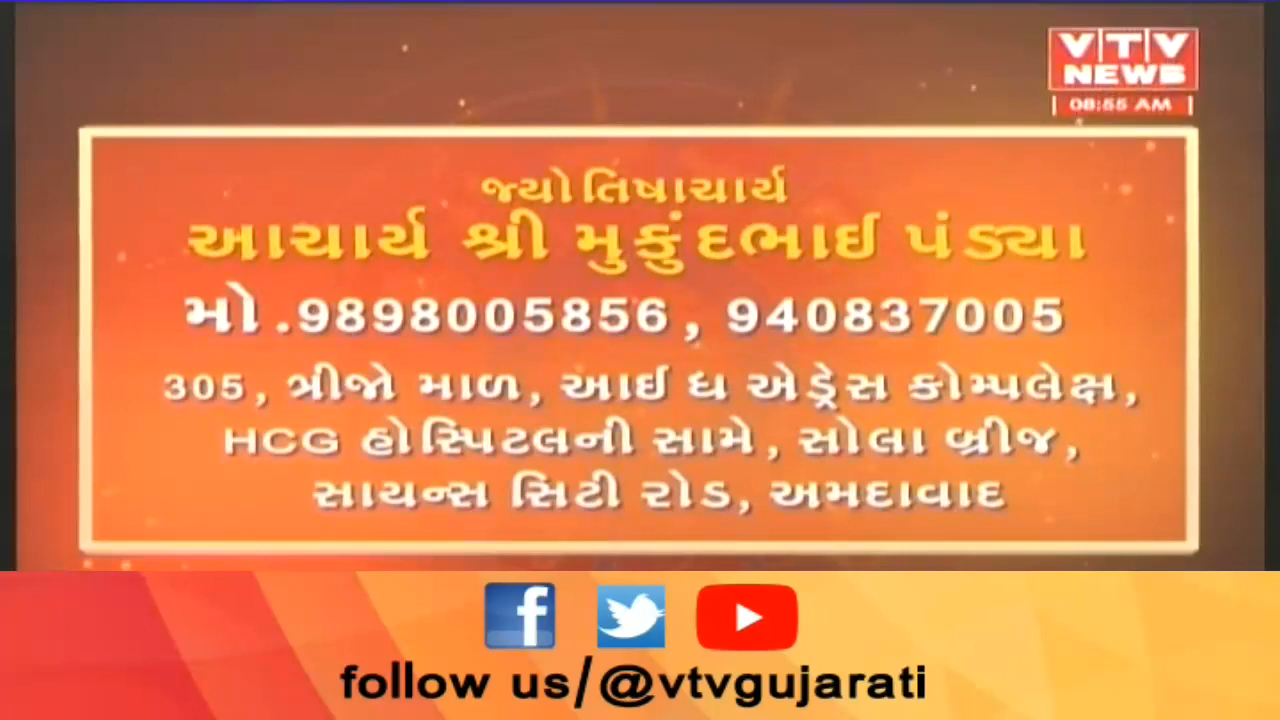 VTV
NEWS
08:55 AM
જ્યોતિષાચાર્ય
આચાર્ય શ્રી મુકુંદભાઈ પંડ્યા
મો.9898005856, 940837005
305, ત્રીજો માળ, આઈ ધ એડ્રેસ કોમ્પલેક્ષ,
HCG હોસ્પિટલની સામે, સોલા બ્રીજ,
સાયન્સ સિટી રોડ, અમદાવાદ
follow us/@vtvgujarati